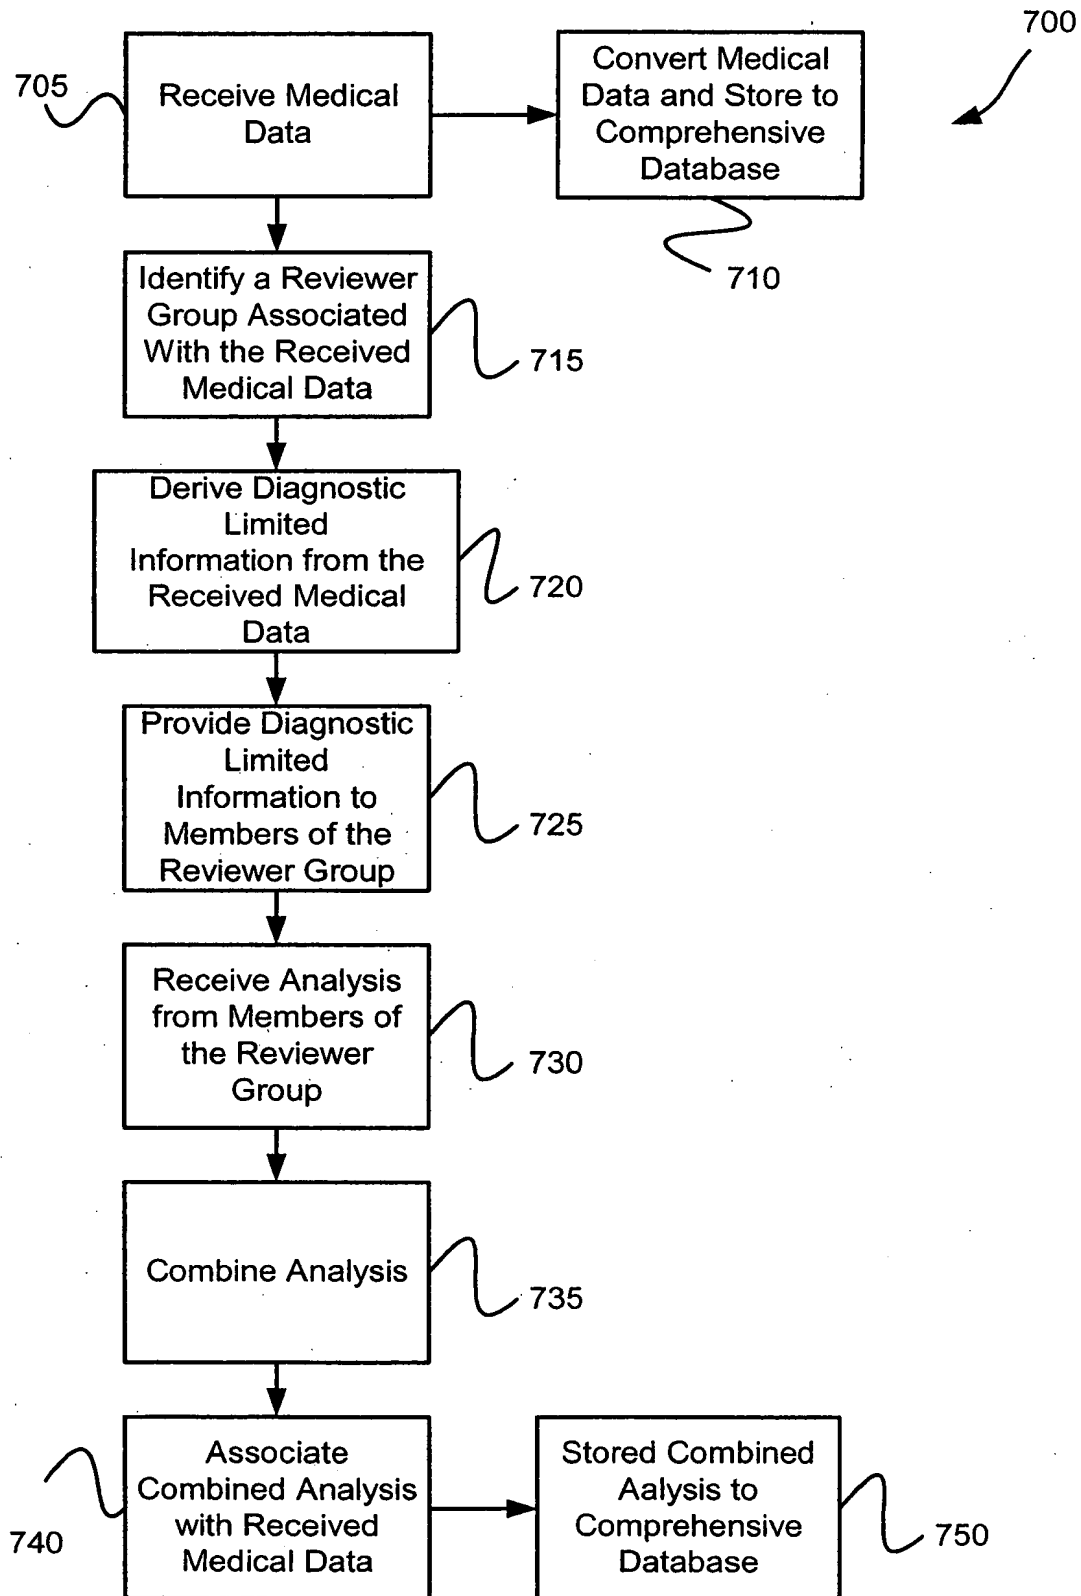 700
705
Receive Medical
Data
Convert Medical
Data and Store to
Comprehensive
Database
710
Identify a Reviewer
Group Associated
With the Received
Medical Data
715
Derive Diagnostic
Limited
Information from the
Received Medical
Data
720
Provide Diagnostic
Limited
Information to
Members of the
Reviewer Group
725
Receive Analysis
from Members of
the Reviewer
Group
730
Combine Analysis
735
Associate
Combined Analysis
with Received
Medical Data
740
Stored Combined
Aalysis to
Comprehensive
Database
750